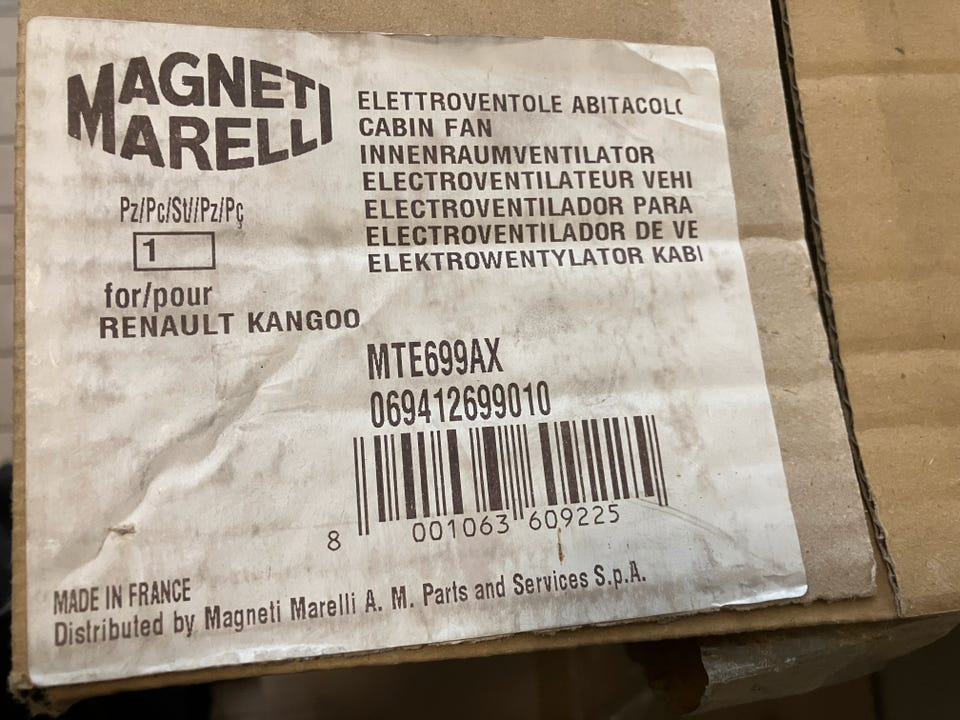 MAGNETI
MARELLI
Pz/Pc/St//Pz/Pç
1
for/pour
RENAULT KANGOO
ELETTROVENTOLE ABITACOLO
CABIN FAN
INNENRAUMVENTILATOR
ELECTROVENTILATEUR VEHI
ELECTROVENTILADOR PARA
ELECTROVENTILADOR DE VE
ELEKTROWENTYLATOR KABI
MTE699AX
069412699010
8 001063 609225
MADE IN FRANCE
Distributed by Magneti Marelli A. M. Parts and Services S.p.A.